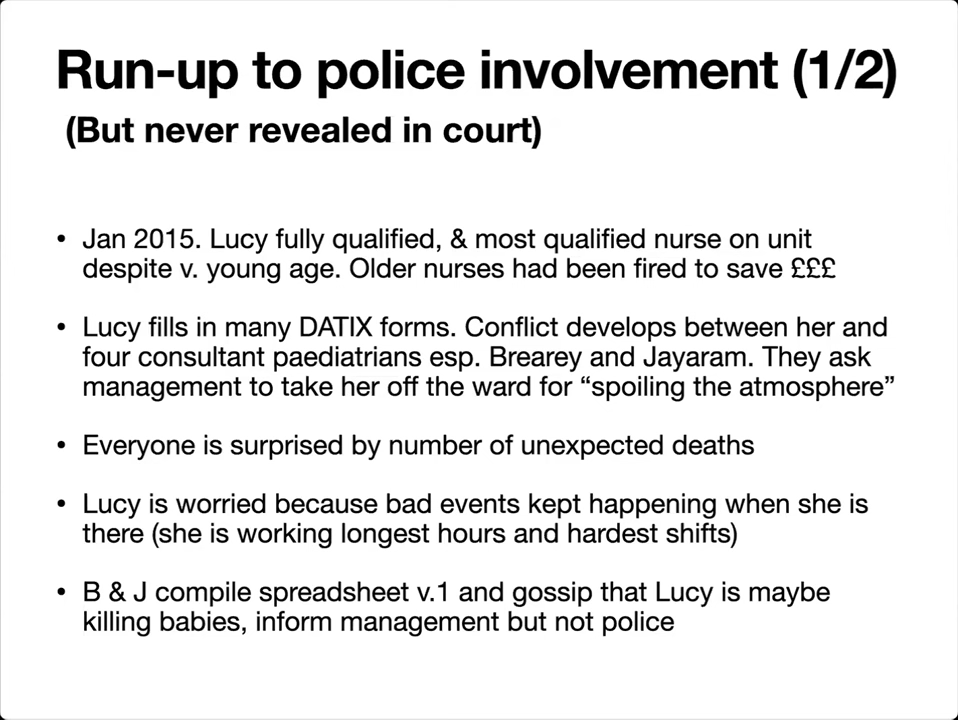 Run-up to police involvement (1/2)
(But never revealed in court)
• Jan 2015. Lucy fully qualified, & most qualified nurse on unit
despite v. young age. Older nurses had been fired to save £££
• Lucy fills in many DATIX forms. Conflict develops between her and
four consultant paediatrians esp. Brearey and Jayaram. They ask
management to take her off the ward for “spoiling the atmosphere”
• Everyone is surprised by number of unexpected deaths
• Lucy is worried because bad events kept happening when she is
there (she is working longest hours and hardest shifts)
• B & J compile spreadsheet v.1 and gossip that Lucy is maybe
killing babies, inform management but not police